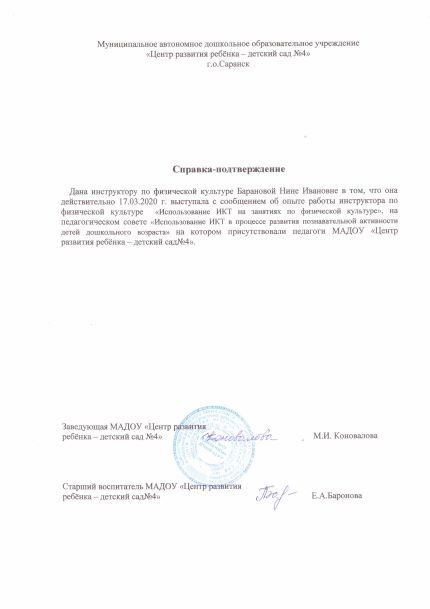 Муниципальное автономное дошкольное образовательное учреждение
«Центр развития ребёнка – детский сад №4»
г.о.Саранск
Справка-подтверждение
Дана инструктору по физической культуре Барановой Нине Ивановне в том, что она
действительно 17.03.2020 г. выступала с сообщением об опыте работы инструктора по
физической культуре «Использование ИКТ на занятиях по физической культуре», на
педагогическом совете «Использование ИКТ в процессе развития познавательной активности
детей дошкольного возраста» на котором присутствовали педагоги МАДОУ «Центр
развития ребёнка – детский сад№4».
Заведующая МАДОУ «Центр развития
ребёнка – детский сад №4» Коновалова М.И. Коновалова
Старший воспитатель МАДОУ «Центр развития
ребёнка – детский сад№4» Е.А.Баронова